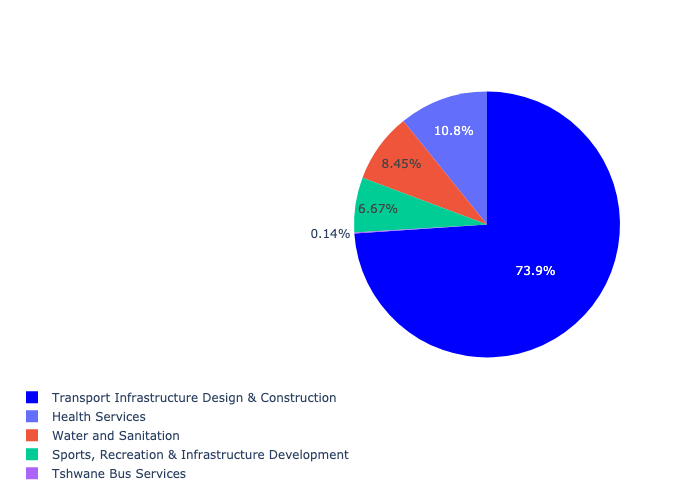 10.8%
8.45%
6.67%
0.14%
73.9%
Transport Infrastructure Design & Construction
Health Services
Water and Sanitation
Sports, Recreation & Infrastructure Development
Tshwane Bus Services